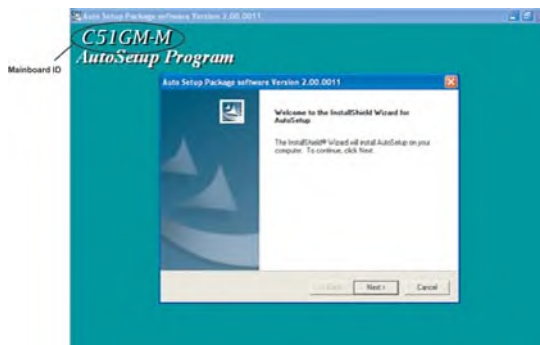 Auto Setup Package software Version 2.00.0011
C51GM-M
AutoSetup Program
Mainboard ID
Auto Setup Package software Version 2.00.0011
Welcome to the InstallShield Wizard for
AutoSetup
The InstallShield® Wizard will install AutoSetup on your
computer. To continue, click Next.
< Back
Next >
Cancel